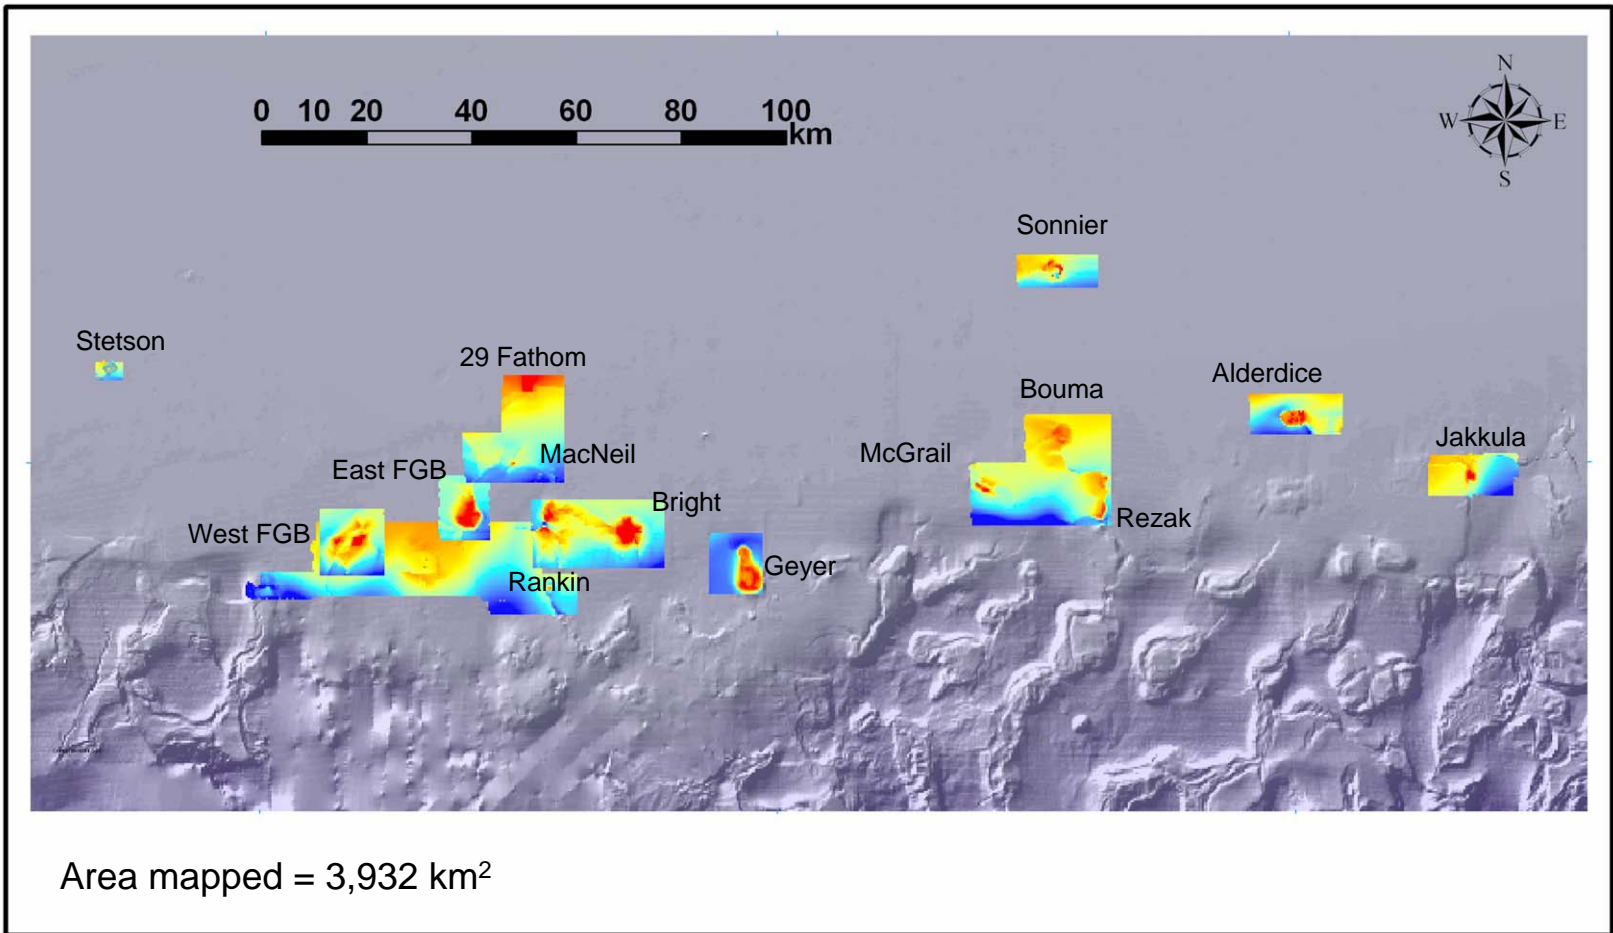 N
0 10 20 40 60 80 100
km
W E
S
Sonnier
Stetson
29 Fathom
Alderdice
Bouma
Jakkula
McGrail
MacNeil
East FGB
Bright
Rezak
West FGB
Geyer
Rankin
Area mapped = 3,932 km²